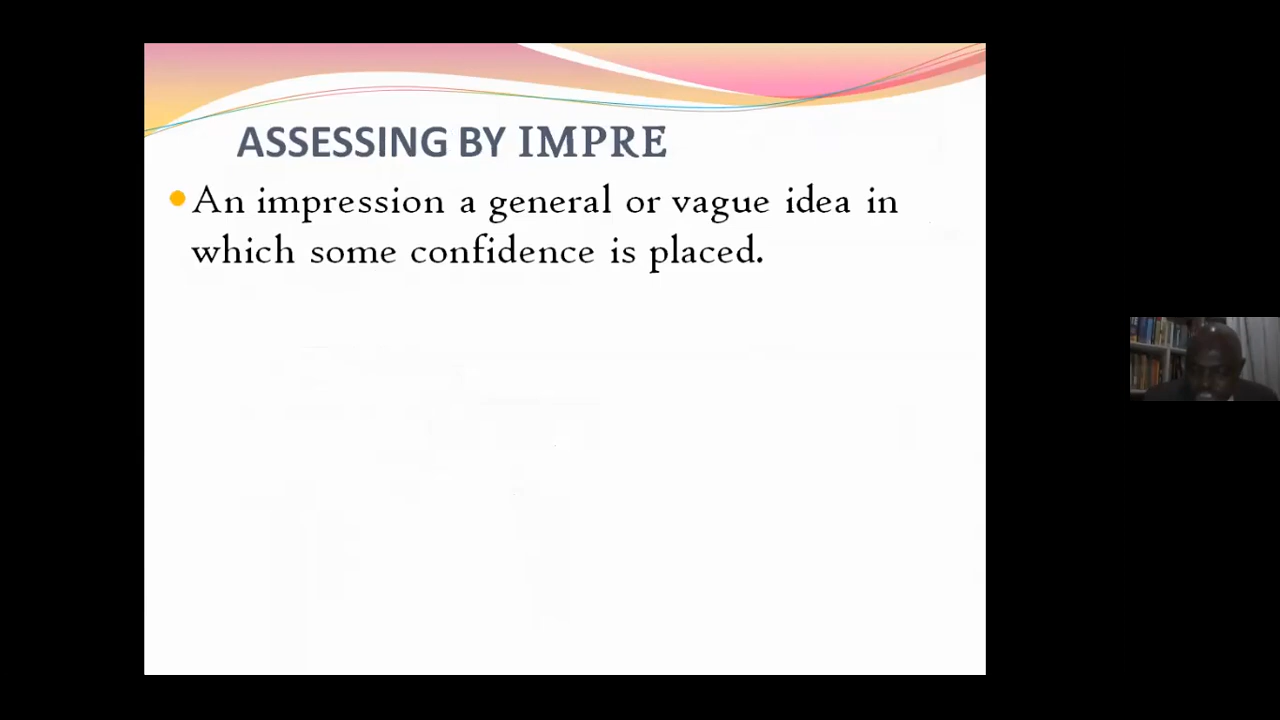 ASSESSING BY IMPRE
An impression a general or vague idea in
which some confidence is placed.